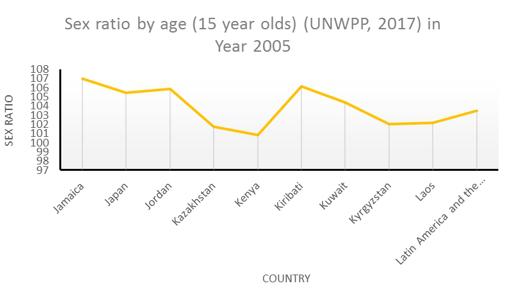 Sex ratio by age (15 year olds) (UNWPP, 2017) in
Year 2005
108
107
106
105
104
103
102
101
100
99
98
97
SEX RATIO
Jamaica
Japan
Jordan
Kazakhstan
Kenya
Kiribati
Kuwait
Kyrgyzstan
Laos
Latin America and the...
COUNTRY